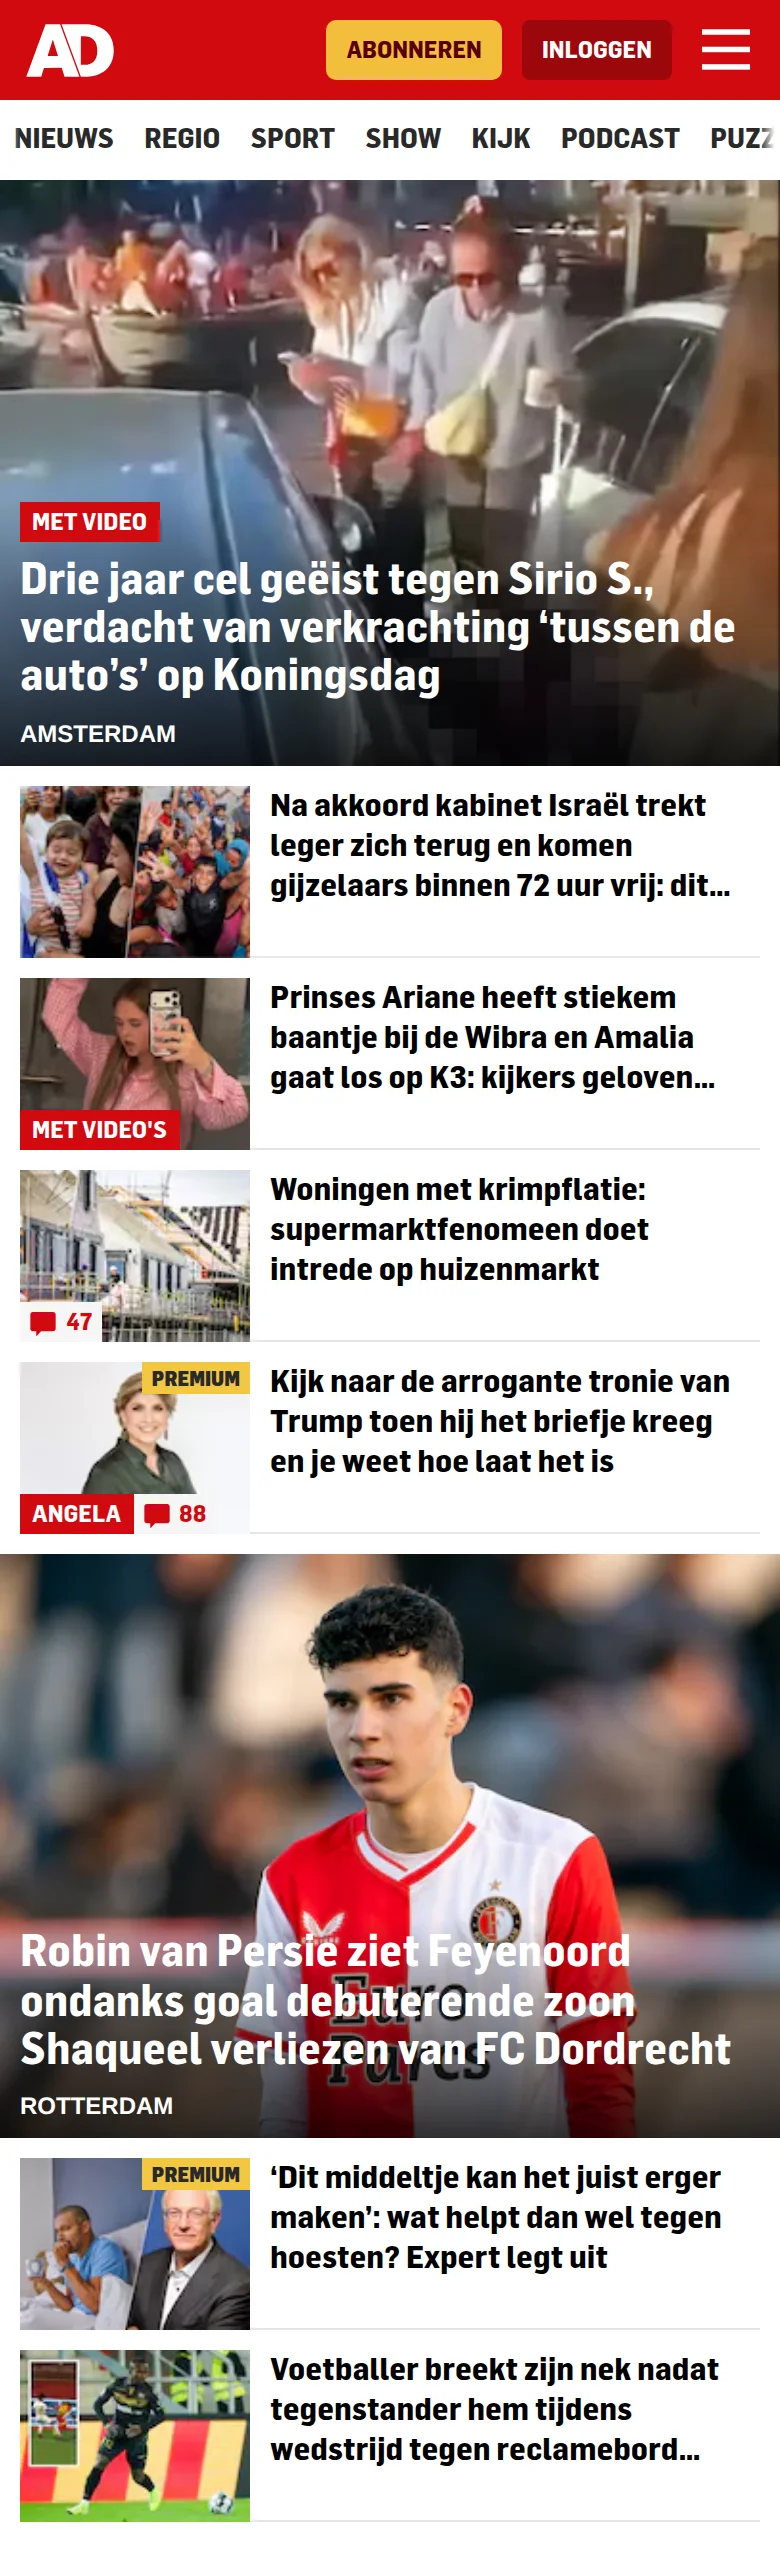 AD
ABONNEREN
INLOGGEN
NIEUWS REGIO SPORT SHOW KIJK PODCAST PUZZ
MET VIDEO
Drie jaar cel geëist tegen Sirio S.,
verdacht van verkrachting ‘tussen de
auto’s’ op Koningsdag
AMSTERDAM
Na akkoord kabinet Israël trekt
leger zich terug en komen
gijzelaars binnen 72 uur vrij: dit...
Prinses Ariane heeft stiekem
baantje bij de Wibra en Amalia
gaat los op K3: kijkers geloven...
MET VIDEO'S
Woningen met krimpflatie:
supermarktfenomeen doet
intrede op huizenmarkt
47
PREMIUM
Kijk naar de arrogante tronie van
Trump toen hij het briefje kreeg
en je weet hoe laat het is
ANGELA
88
Euro
Parcs
Robin van Persie ziet Feyenoord
ondanks goal debuterende zoon
Shaqueel verliezen van FC Dordrecht
ROTTERDAM
PREMIUM
‘Dit middeltje kan het juist erger
maken’: wat helpt dan wel tegen
hoesten? Expert legt uit
Voetballer breekt zijn nek nadat
tegenstander hem tijdens
wedstrijd tegen reclamebord...